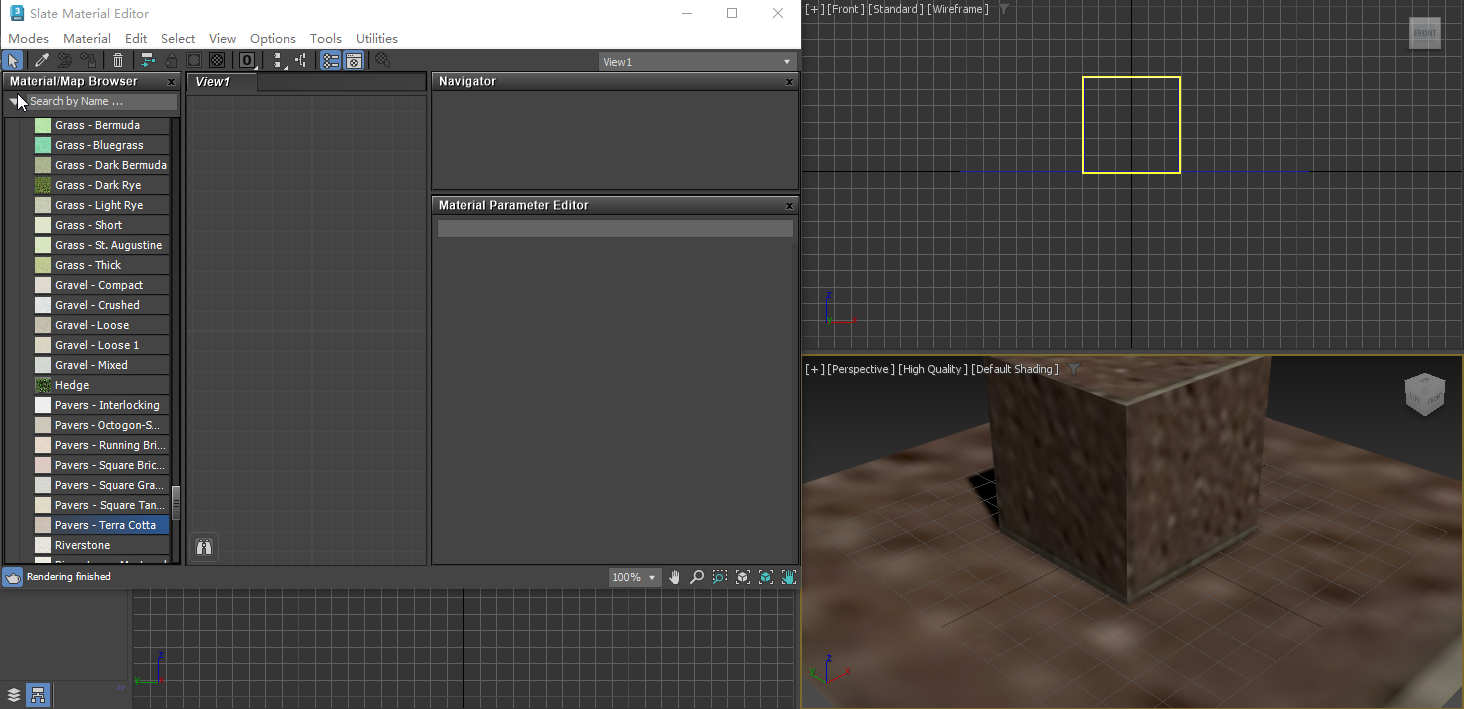 Slate Material Editor
Modes Material Edit Select View Options Tools Utilities
0
View1
Material/Map Browser x
Search by Name ...
Grass - Bermuda
Grass - Bluegrass
Grass - Dark Bermuda
Grass - Dark Rye
Grass - Light Rye
Grass - Short
Grass - St. Augustine
Grass - Thick
Gravel - Compact
Gravel - Crushed
Gravel - Loose
Gravel - Loose 1
Gravel - Mixed
Hedge
Pavers - Interlocking
Pavers - Octogon-S...
Pavers - Running Bri...
Pavers - Square Bric...
Pavers - Square Gra...
Pavers - Square Tan...
Pavers - Terra Cotta
Riverstone
View1
Navigator x
Material Parameter Editor x
Rendering finished
100%
[+] [Front ] [Standard ] [Wireframe ]
FRONT
z
[+] [Perspective ] [High Quality ] [Default Shading ]
FRONT
z
y
x
z
y